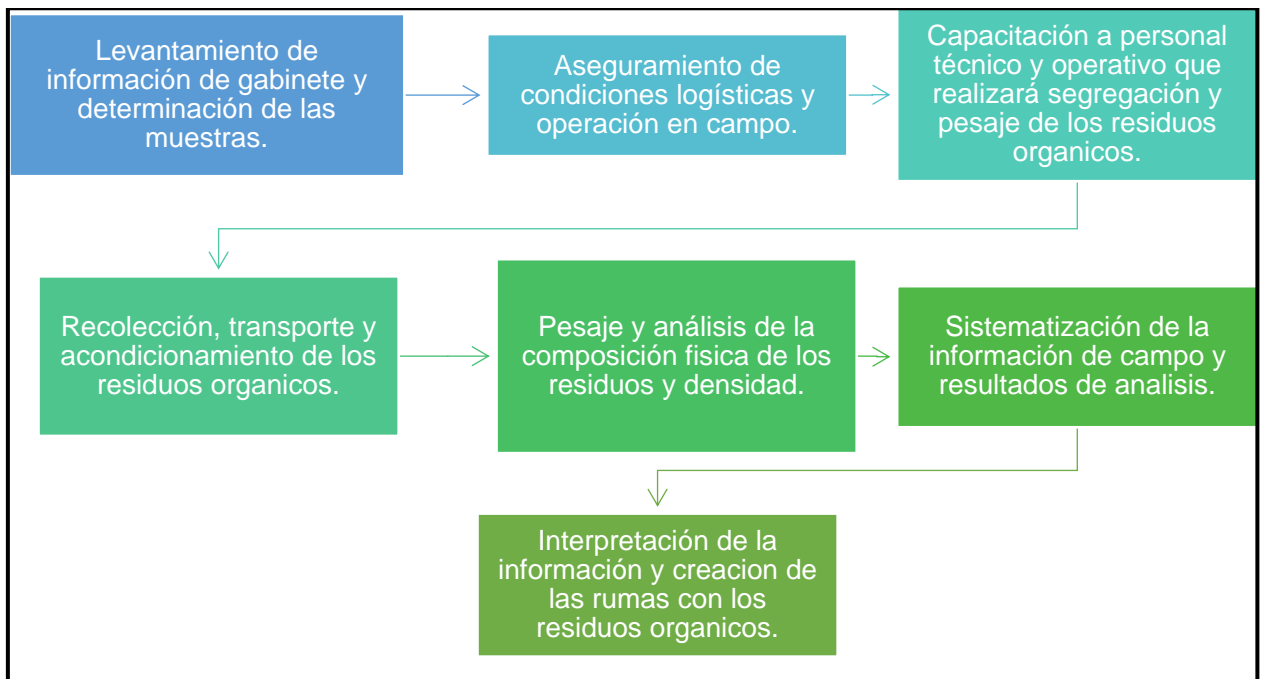 Levantamiento de
información de gabinete y
determinación de las
muestras.
Aseguramiento de
condiciones logísticas y
operación en campo.
Capacitación a personal
técnico y operativo que
realizará segregación y
pesaje de los residuos
organicos.
Recolección, transporte y
acondicionamiento de los
residuos organicos.
Pesaje y análisis de la
composición fisica de los
residuos y densidad.
Sistematización de la
información de campo y
resultados de analisis.
Interpretación de la
información y creacion de
las rumas con los
residuos organicos.